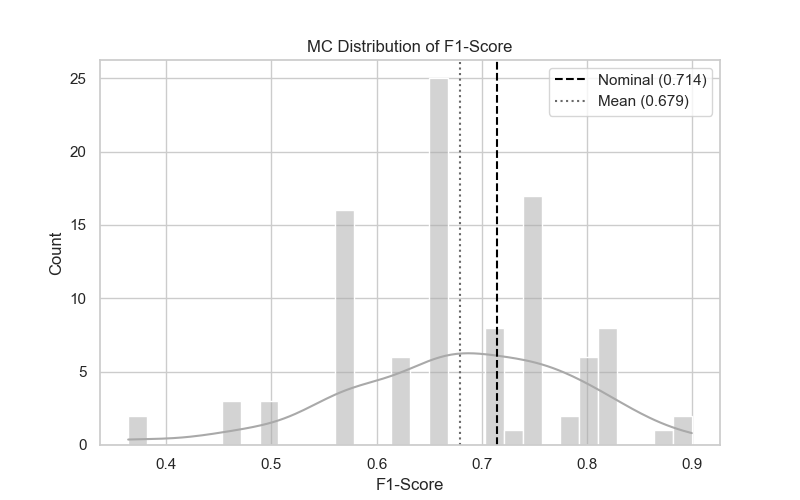 MC Distribution of F1-Score
Nominal (0.714)
Mean (0.679)
25
20
15
10
5
0
Count
0.4 0.5 0.6 0.7 0.8 0.9
F1-Score